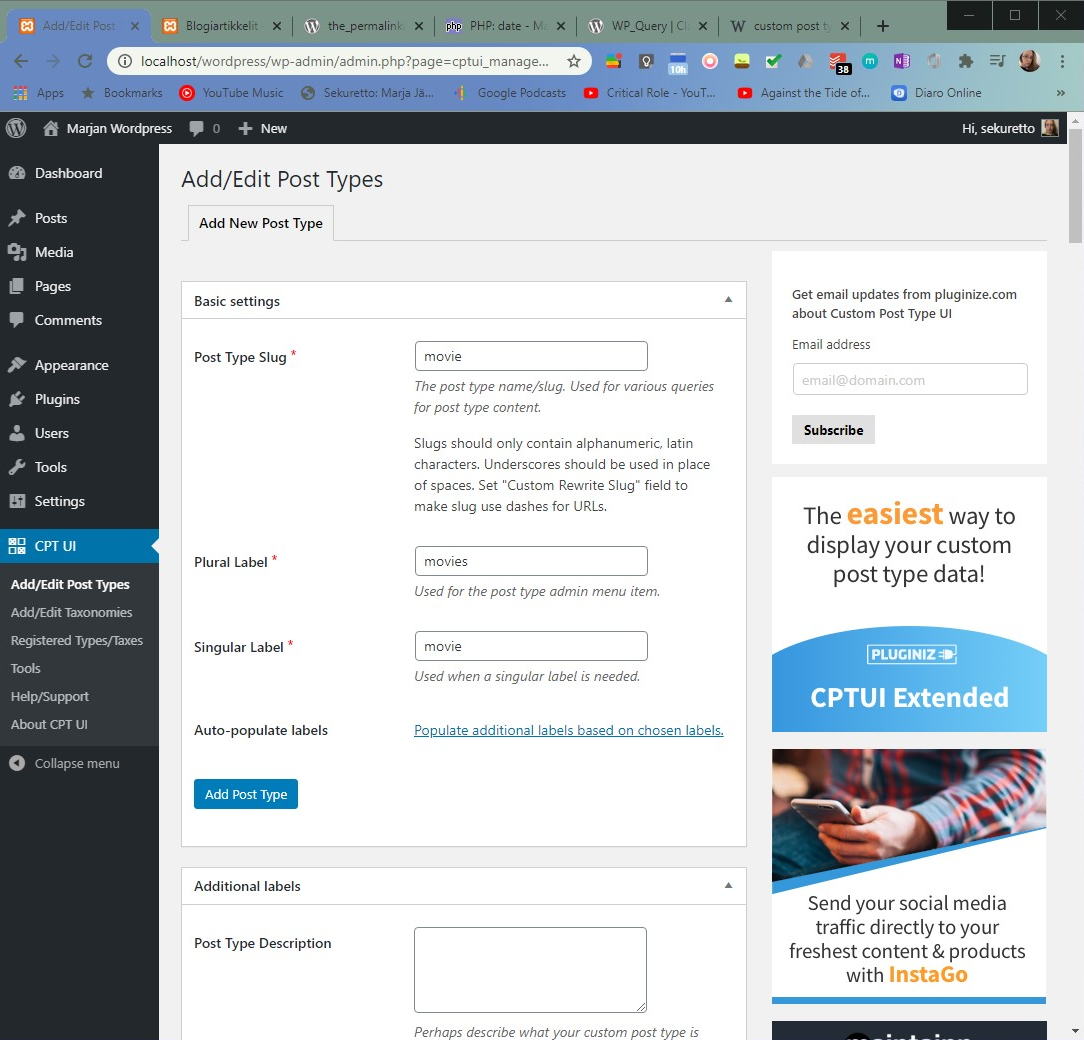 Add/Edit Post
Blogiartikkelit
the_permalink
php PHP: date - Ma
WP_Query | Cl
W custom post ty
localhost/wordpress/wp-admin/admin.php?page=cptui_manage...
10h
38
m
N
Apps
Bookmarks
YouTube Music
Sekuretto: Marja Jä...
Google Podcasts
Critical Role - YouT...
Against the Tide of...
Diaro Online
»
Marjan Wordpress
0
New
Hi, sekuretto
Dashboard
Posts
Media
Pages
Comments
Appearance
Plugins
Users
Tools
Settings
CPT UI
Add/Edit Post Types
Add/Edit Taxonomies
Registered Types/Taxes
Tools
Help/Support
About CPT UI
Collapse menu
Add/Edit Post Types
Add New Post Type
Basic settings
Post Type Slug *
movie
The post type name/slug. Used for various queries
for post type content.
Slugs should only contain alphanumeric, latin
characters. Underscores should be used in place
of spaces. Set "Custom Rewrite Slug" field to
make slug use dashes for URLs.
Plural Label *
movies
Used for the post type admin menu item.
Singular Label *
movie
Used when a singular label is needed.
Auto-populate labels
Populate additional labels based on chosen labels.
Add Post Type
Additional labels
Post Type Description
Perhaps describe what your custom post type is
Get email updates from pluginize.com
about Custom Post Type UI
Email address
email@domain.com
Subscribe
The easiest way to
display your custom
post type data!
PLUGINIZ
CPTUI Extended
Send your social media
traffic directly to your
freshest content & products
with InstaGo